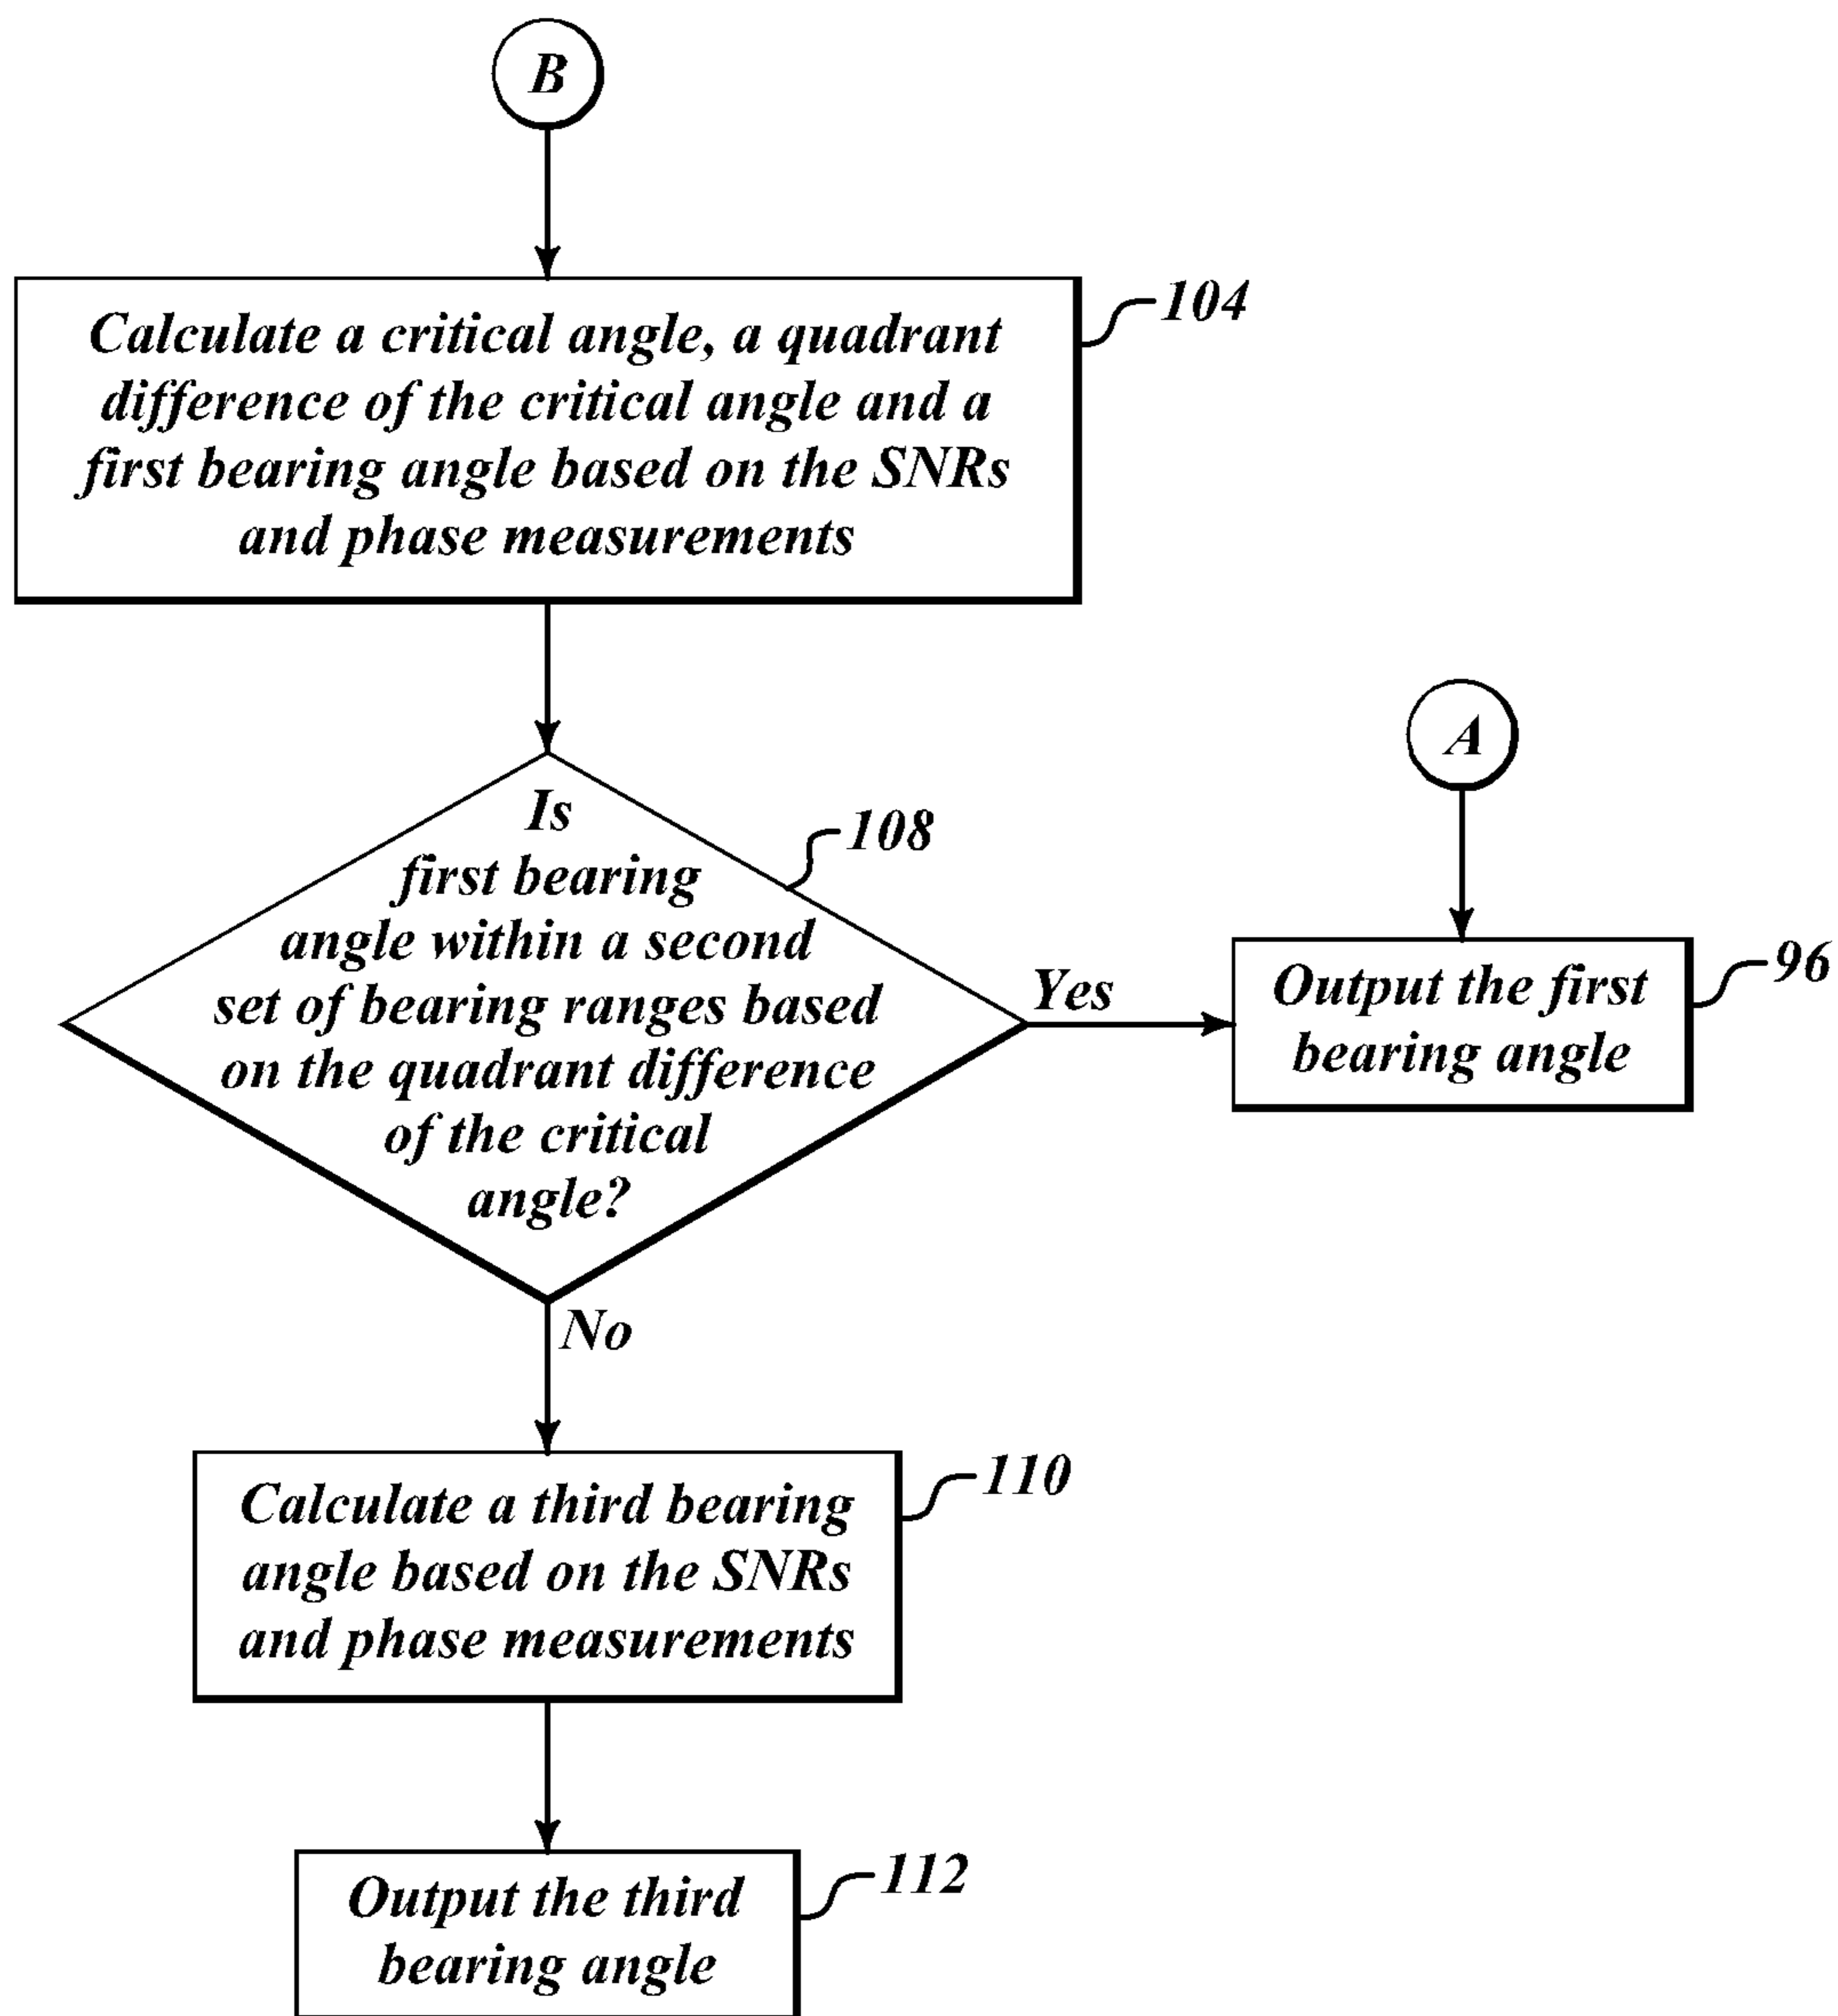 B
Calculate a critical angle, a quadrant
difference of the critical angle and a
first bearing angle based on the SNRs
and phase measurements
104
Is
first bearing
angle within a second
set of bearing ranges based
on the quadrant difference
of the critical
angle?
108
Yes
A
Output the first
bearing angle
96
No
Calculate a third bearing
angle based on the SNRs
and phase measurements
110
Output the third
bearing angle
112